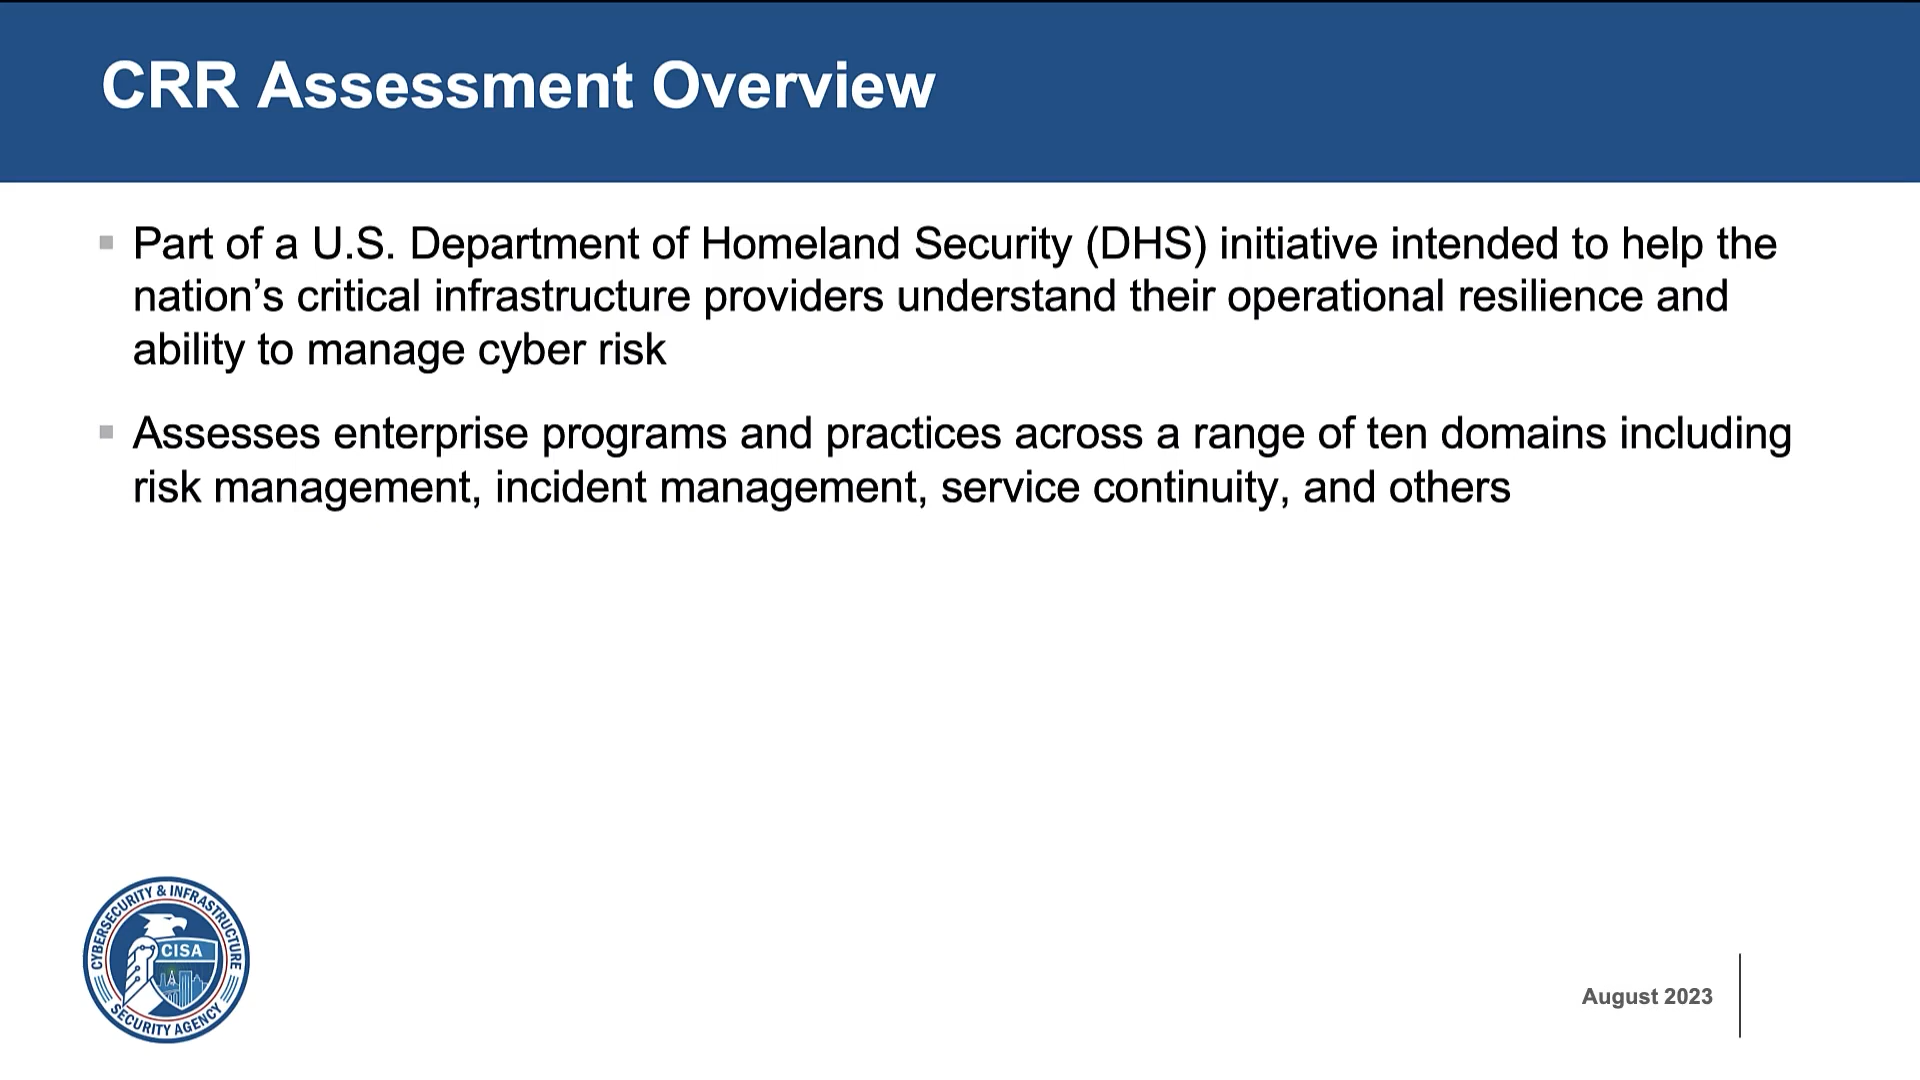 CRR Assessment Overview
Part of a U.S. Department of Homeland Security (DHS) initiative intended to help the
nation’s critical infrastructure providers understand their operational resilience and
ability to manage cyber risk
Assesses enterprise programs and practices across a range of ten domains including
risk management, incident management, service continuity, and others
CYBERSECURITY & INFRASTRUCTURE
CISA
SECURITY AGENCY
August 2023